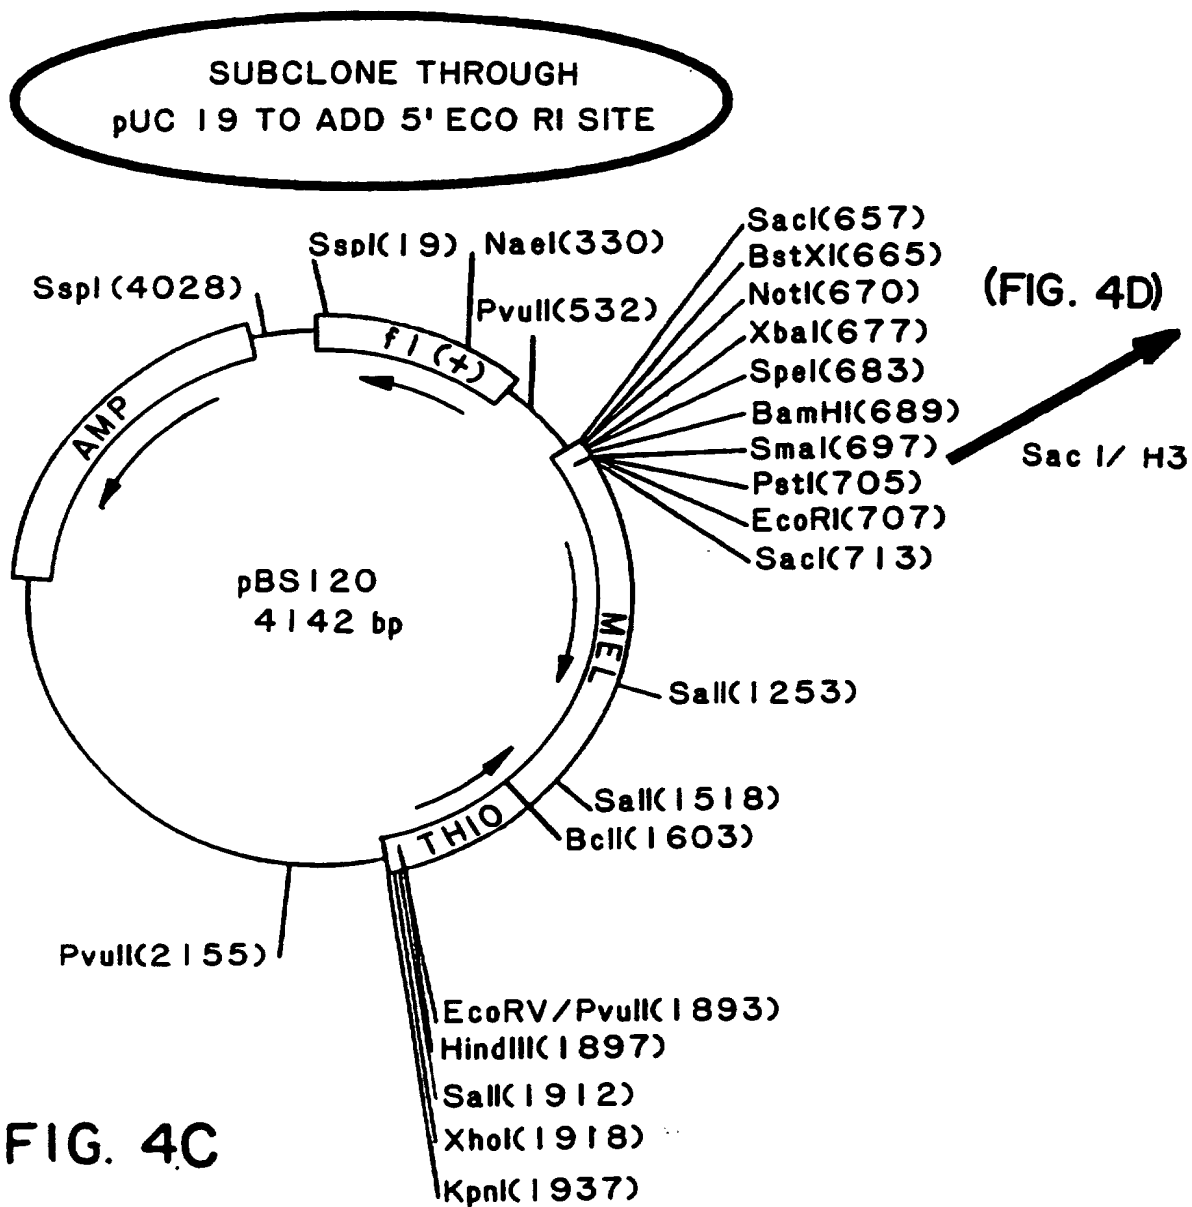 SUBCLONE THROUGH
pUC 19 TO ADD 5' ECO RI SITE
SspI(4028)
SspI(19)
NaeI(330)
PvuII(532)
SacI(657)
BstXI(665)
NotI(670)
XbaI(677)
SpeI(683)
BamHI(689)
SmaI(697)
PstI(705)
EcoRI(707)
SacI(713)
(FIG. 4D)
Sac I/ H3
f1 (+)
AMP
pBS120
4142 bp
MEL
SalI(1253)
SalI(1518)
BclI(1603)
THIO
PvuII(2155)
EcoRV/PvuII(1893)
HindIII(1897)
SalI(1912)
XhoI(1918)
KpnI(1937)
FIG. 4C